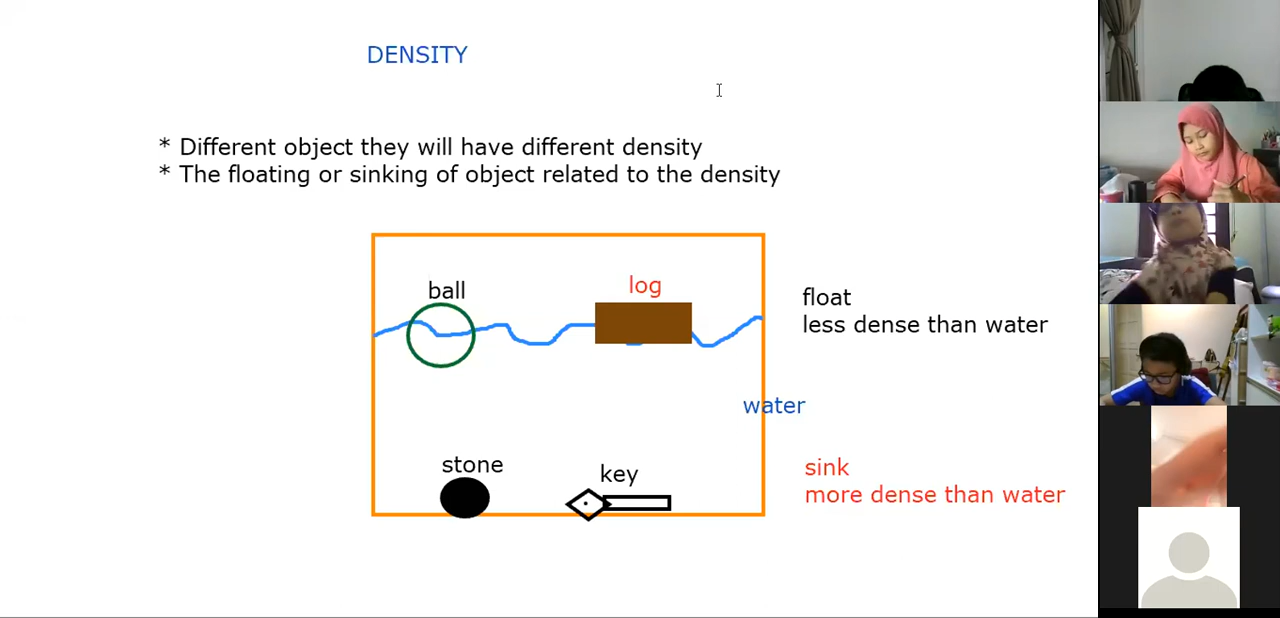 DENSITY
* Different object they will have different density
* The floating or sinking of object related to the density
ball
log
float
less dense than water
water
stone
key
sink
more dense than water